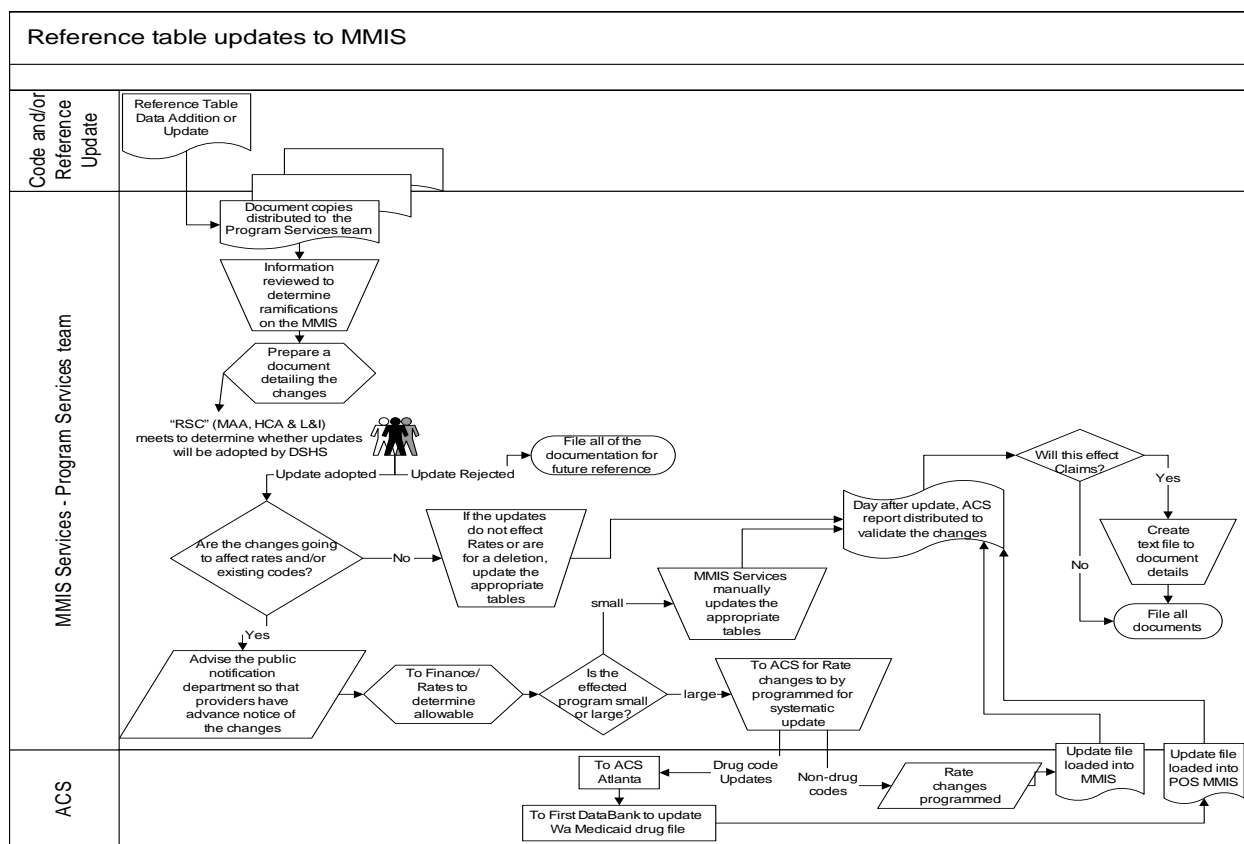 Reference table updates to MMIS
Code and/or
Reference
Update
Reference Table
Data Addition or
Update
MMIS Services - Program Services team
Document copies
distributed to the
Program Services team
Information
reviewed to
determine
ramifications
on the MMIS
Prepare a
document
detailing the
changes
"RSC" (MAA, HCA & L&I)
meets to determine whether updates
will be adopted by DSHS
Update adopted
Update Rejected
File all of the
documentation for
future reference
Are the changes going
to affect rates and/or
existing codes?
No
If the updates
do not effect
Rates or are
for a deletion,
update the
appropriate
tables
Yes
Advise the public
notification
department so that
providers have
advance notice of
the changes
To Finance/
Rates to
determine
allowable
Is the
effected
program small
or large?
small
MMIS Services
manually
updates the
appropriate
tables
large
To ACS for Rate
changes to by
programmed for
systematic
update
Day after update, ACS
report distributed to
validate the changes
Will this effect
Claims?
Yes
No
Create
text file to
document
details
File all
documents
ACS
Drug code
Updates
To ACS
Atlanta
To First DataBank to update
Wa Medicaid drug file
Non-drug
codes
Rate
changes
programmed
Update file
loaded into
MMIS
Update file
loaded into
POS MMIS